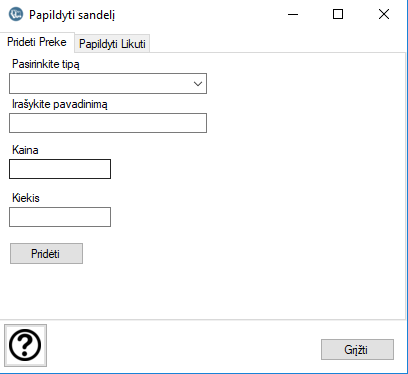 Papildyti sandelį
Prideti Preke
Papildyti Likuti
Pasirinkite tipą
Irašykite pavadinimą
Kaina
Kiekis
Pridėti
Grįžti